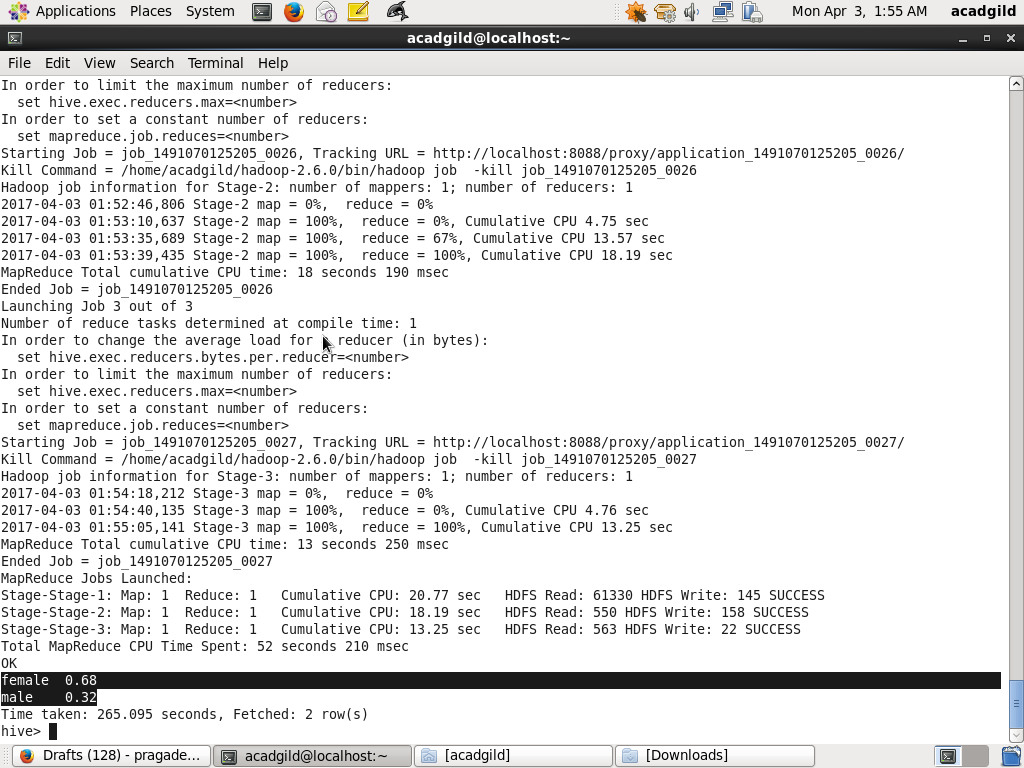 Applications Places System Mon Apr 3, 1:55 AM acadgild
acadgild@localhost:~
File Edit View Search Terminal Help
In order to limit the maximum number of reducers:
  set hive.exec.reducers.max=<number>
In order to set a constant number of reducers:
  set mapreduce.job.reduces=<number>
Starting Job = job_1491070125205_0026, Tracking URL = http://localhost:8088/proxy/application_1491070125205_0026/
Kill Command = /home/acadgild/hadoop-2.6.0/bin/hadoop job  -kill job_1491070125205_0026
Hadoop job information for Stage-2: number of mappers: 1; number of reducers: 1
2017-04-03 01:52:46,806 Stage-2 map = 0%,  reduce = 0%
2017-04-03 01:53:10,637 Stage-2 map = 100%,  reduce = 0%, Cumulative CPU 4.75 sec
2017-04-03 01:53:35,689 Stage-2 map = 100%,  reduce = 67%, Cumulative CPU 13.57 sec
2017-04-03 01:53:39,435 Stage-2 map = 100%,  reduce = 100%, Cumulative CPU 18.19 sec
MapReduce Total cumulative CPU time: 18 seconds 190 msec
Ended Job = job_1491070125205_0026
Launching Job 3 out of 3
Number of reduce tasks determined at compile time: 1
In order to change the average load for reducer (in bytes):
  set hive.exec.reducers.bytes.per.reducer=<number>
In order to limit the maximum number of reducers:
  set hive.exec.reducers.max=<number>
In order to set a constant number of reducers:
  set mapreduce.job.reduces=<number>
Starting Job = job_1491070125205_0027, Tracking URL = http://localhost:8088/proxy/application_1491070125205_0027/
Kill Command = /home/acadgild/hadoop-2.6.0/bin/hadoop job  -kill job_1491070125205_0027
Hadoop job information for Stage-3: number of mappers: 1; number of reducers: 1
2017-04-03 01:54:18,212 Stage-3 map = 0%,  reduce = 0%
2017-04-03 01:54:40,135 Stage-3 map = 100%,  reduce = 0%, Cumulative CPU 4.76 sec
2017-04-03 01:55:05,141 Stage-3 map = 100%,  reduce = 100%, Cumulative CPU 13.25 sec
MapReduce Total cumulative CPU time: 13 seconds 250 msec
Ended Job = job_1491070125205_0027
MapReduce Jobs Launched:
Stage-Stage-1: Map: 1  Reduce: 1   Cumulative CPU: 20.77 sec   HDFS Read: 61330 HDFS Write: 145 SUCCESS
Stage-Stage-2: Map: 1  Reduce: 1   Cumulative CPU: 18.19 sec   HDFS Read: 550 HDFS Write: 158 SUCCESS
Stage-Stage-3: Map: 1  Reduce: 1   Cumulative CPU: 13.25 sec   HDFS Read: 563 HDFS Write: 22 SUCCESS
Total MapReduce CPU Time Spent: 52 seconds 210 msec
OK
female  0.68
male    0.32
Time taken: 265.095 seconds, Fetched: 2 row(s)
hive>
Drafts (128) - pragade... acadgild@localhost:~ [acadgild] [Downloads]